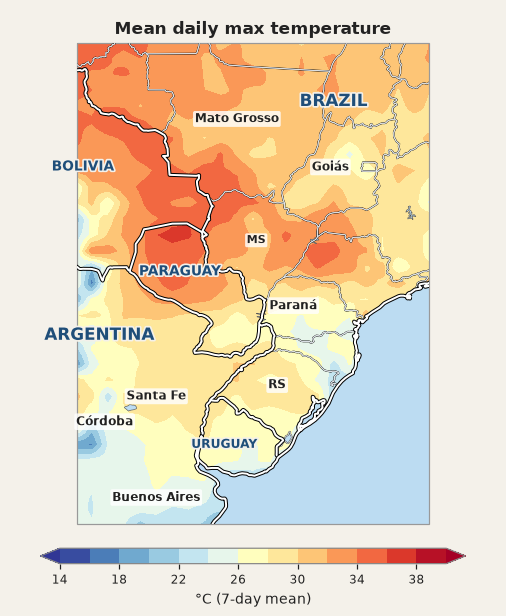 Mean daily max temperature
BRAZIL
Mato Grosso
BOLIVIA
Goiás
MS
PARAGUAY
Paraná
ARGENTINA
RS
Santa Fe
Córdoba
URUGUAY
Buenos Aires
14 18 22 26 30 34 38
°C (7-day mean)